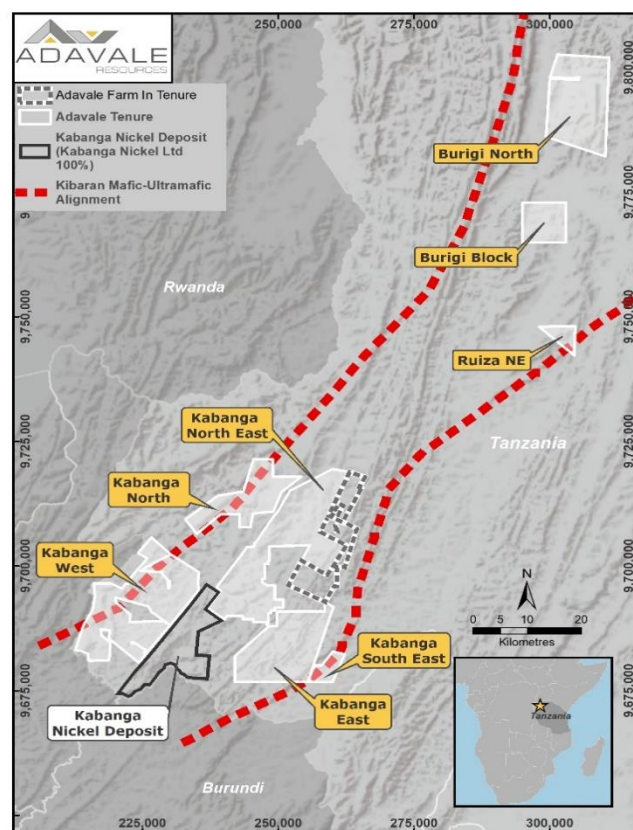 ADAVALE
RESOURCES
Adavale Farm In Tenure
Adavale Tenure
Kabanga Nickel Deposit
(Kabanga Nickel Ltd
100%)
Kibaran Mafic-Ultramafic
Alignment
250,000
275,000
300,000
9,800,000
Burigi North
9,775,000
Burigi Block
Rwanda
9,750,000
9,750,000
Ruiza NE
Kabanga
North East
Tanzania
9,725,000
9,725,000
Kabanga
North
Kabanga
West
9,700,000
9,700,000
N
0
10
20
Kilometres
Kabanga
South East
Kabanga
East
9,675,000
9,675,000
Kabanga
Nickel Deposit
Tanzania
Burundi
225,000
250,000
275,000
300,000